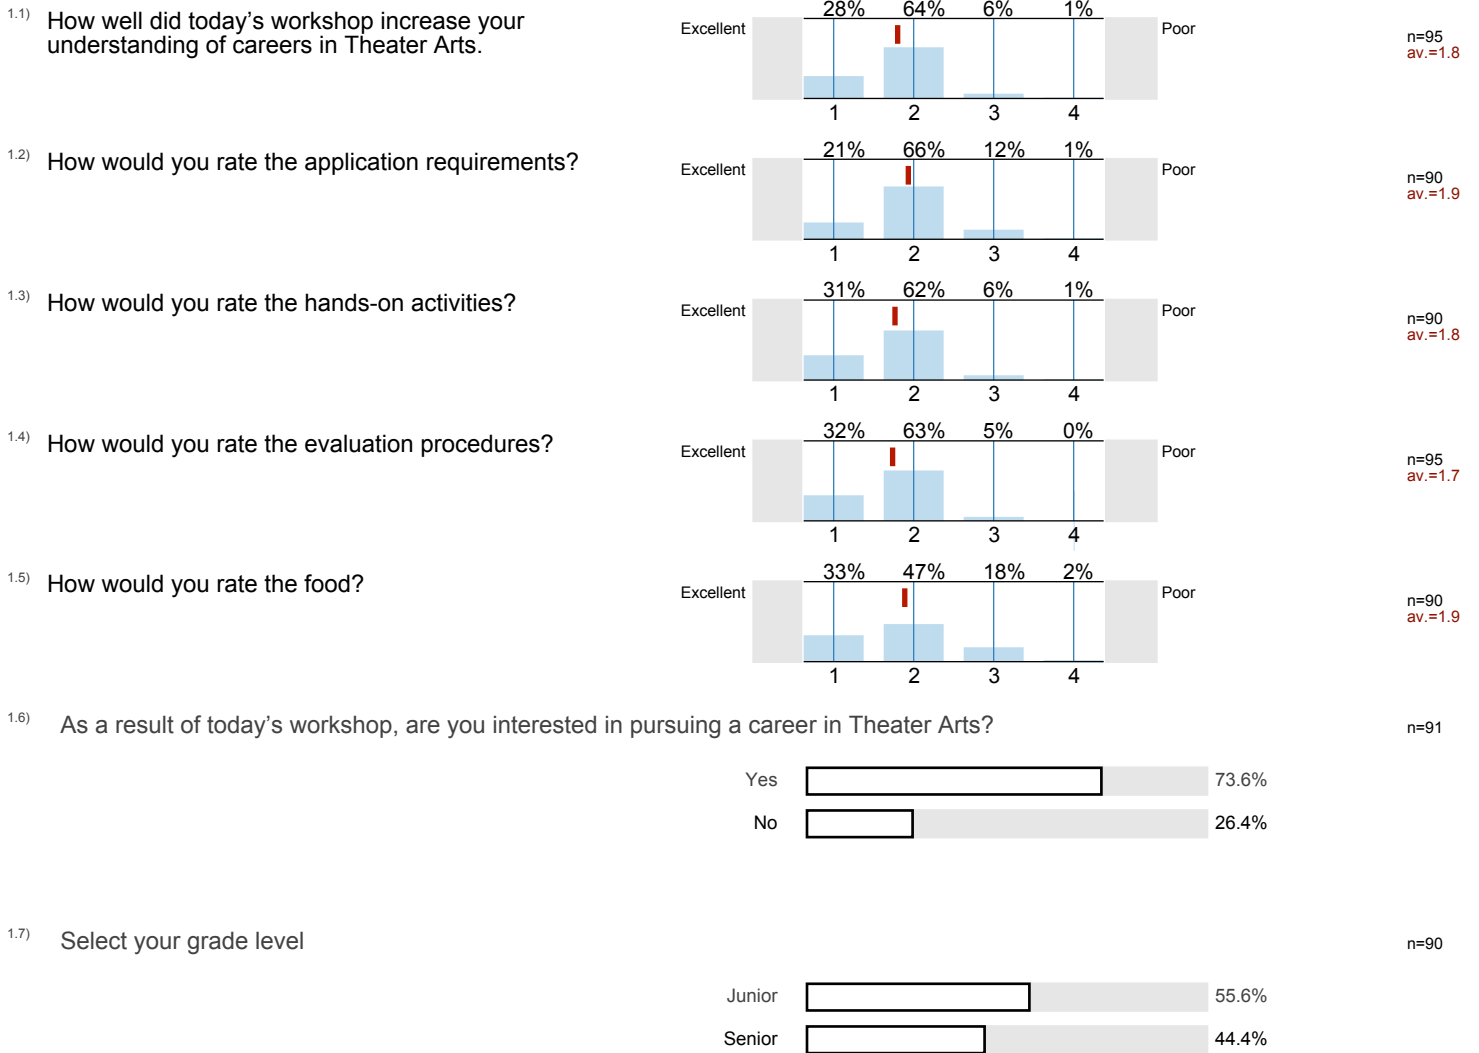 1.1) How well did today’s workshop increase your
understanding of careers in Theater Arts.
28% 64% 6% 1%
Excellent Poor
n=95
av.=1.8
1 2 3 4
1.2) How would you rate the application requirements?
21% 66% 12% 1%
Excellent Poor
n=90
av.=1.9
1 2 3 4
1.3) How would you rate the hands-on activities?
31% 62% 6% 1%
Excellent Poor
n=90
av.=1.8
1 2 3 4
1.4) How would you rate the evaluation procedures?
32% 63% 5% 0%
Excellent Poor
n=95
av.=1.7
1 2 3 4
1.5) How would you rate the food?
33% 47% 18% 2%
Excellent Poor
n=90
av.=1.9
1 2 3 4
1.6) As a result of today’s workshop, are you interested in pursuing a career in Theater Arts? n=91
Yes 73.6%
No 26.4%
1.7) Select your grade level n=90
Junior 55.6%
Senior 44.4%